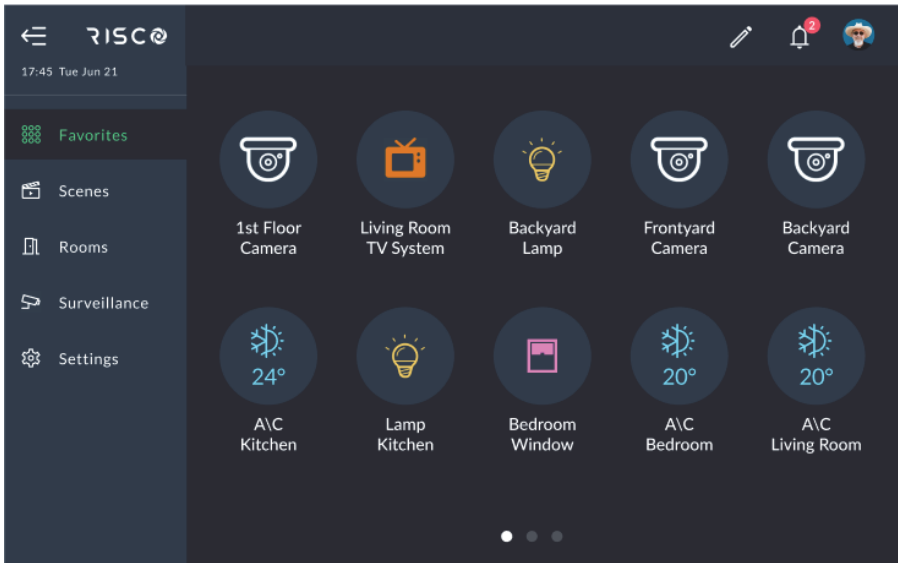 RISCO
2
17:45 Tue Jun 21
Favorites
Scenes
Rooms
Surveillance
Settings
1st Floor
Camera
Living Room
TV System
Backyard
Lamp
Frontyard
Camera
Backyard
Camera
24°
A\C
Kitchen
Lamp
Kitchen
Bedroom
Window
20°
A\C
Bedroom
20°
A\C
Living Room